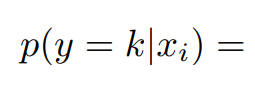 p(y = k|x_i) =